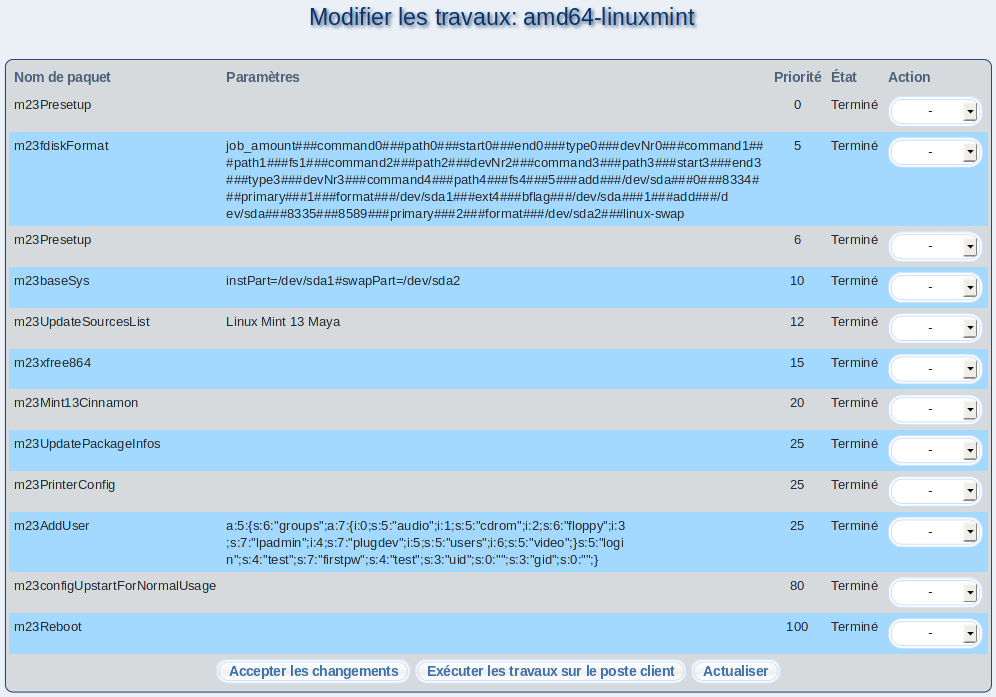 Modifier les travaux: amd64-linuxmint
Nom de paquet Paramètres Priorité État Action
m23Presetup 0 Terminé -
m23fdiskFormat job_amount###command0###path0###start0###end0###type0###devNr0###command1## 5 Terminé -
#path1###fs1###command2###path2###devNr2###command3###path3###start3###end3
###type3###devNr3###command4###path4###fs4###5###add###/dev/sda###0###8334#
##primary###1###format###/dev/sda1###ext4###bflag###/dev/sda###1###add###/d
ev/sda###8335###8589###primary###2###format###/dev/sda2###linux-swap
m23Presetup 6 Terminé -
m23baseSys instPart=/dev/sda1#swapPart=/dev/sda2 10 Terminé -
m23UpdateSourcesList Linux Mint 13 Maya 12 Terminé -
m23xfree864 15 Terminé -
m23Mint13Cinnamon 20 Terminé -
m23UpdatePackageInfos 25 Terminé -
m23PrinterConfig 25 Terminé -
m23AddUser a:5:{s:6:"groups";a:7:{i:0;s:5:"audio";i:1;s:5:"cdrom";i:2;s:6:"floppy";i:3 25 Terminé -
;s:7:"lpadmin";i:4;s:7:"plugdev";i:5;s:5:"users";i:6;s:5:"video";}s:5:"logi
n";s:4:"test";s:7:"firstpw";s:4:"test";s:3:"uid";s:0:"";s:3:"gid";s:0:"";}
m23configUpstartForNormalUsage 80 Terminé -
m23Reboot 100 Terminé -
Accepter les changements Exécuter les travaux sur le poste client Actualiser